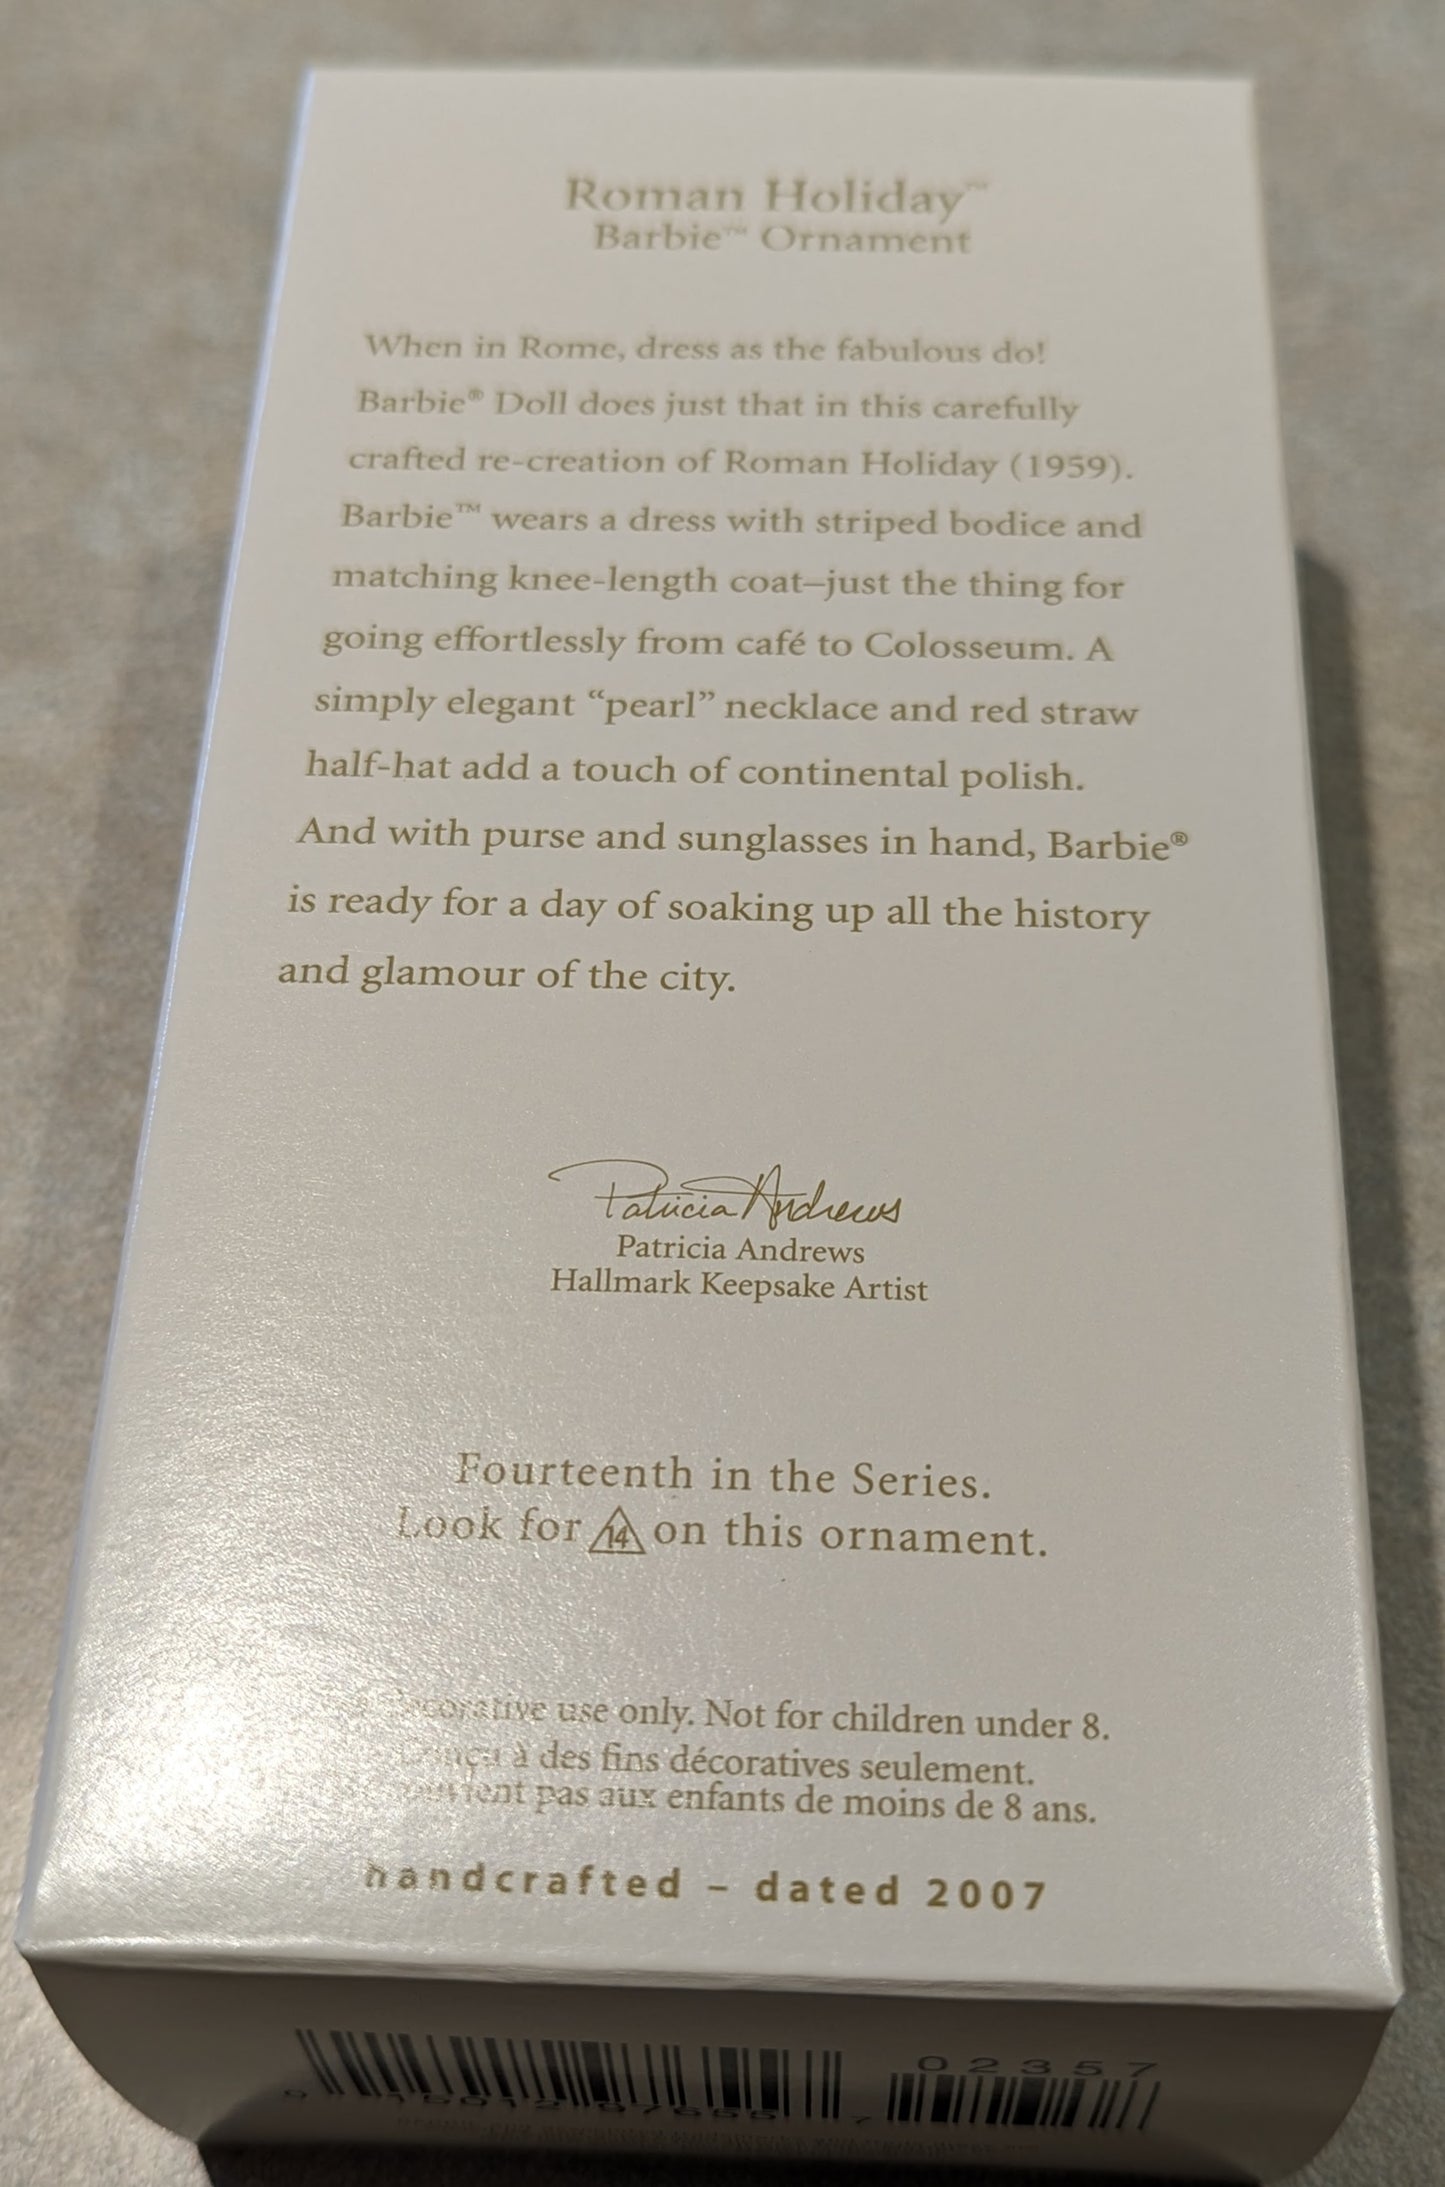 Roman Holiday™
Barbie™ Ornament
When in Rome, dress as the fabulous do!
Barbie® Doll does just that in this carefully
crafted re-creation of Roman Holiday (1959).
Barbie™ wears a dress with striped bodice and
matching knee-length coat–just the thing for
going effortlessly from café to Colosseum. A
simply elegant “pearl” necklace and red straw
half-hat add a touch of continental polish.
And with purse and sunglasses in hand, Barbie®
is ready for a day of soaking up all the history
and glamour of the city.
Patricia Andrews
Patricia Andrews
Hallmark Keepsake Artist
Fourteenth in the Series.
Look for 14 on this ornament.
Decorative use only. Not for children under 8.
Conçu à des fins décoratives seulement.
pas aux enfants de moins de 8 ans.
handcrafted – dated 2007
02357